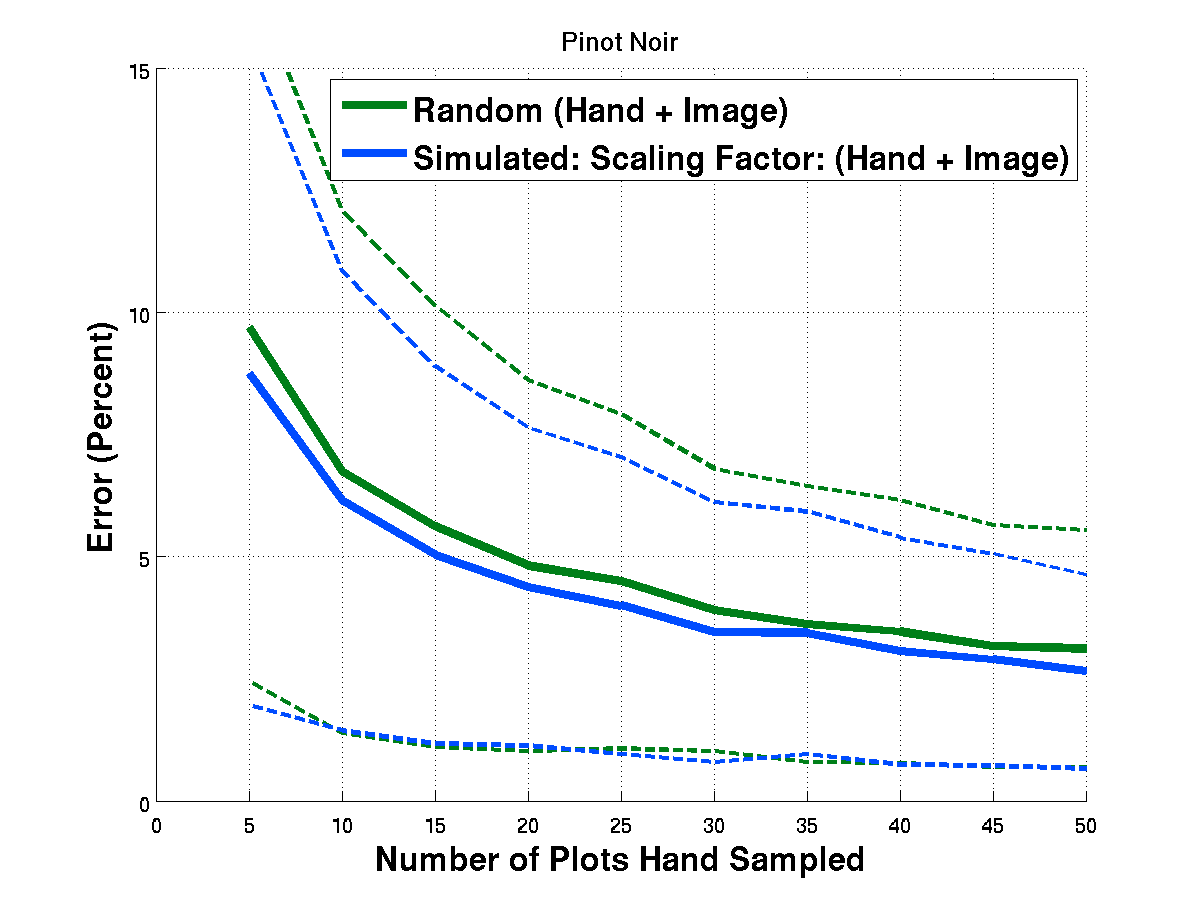 Pinot Noir
15
Random (Hand + Image)
Simulated: Scaling Factor: (Hand + Image)
10
Error (Percent)
5
0
0 5 10 15 20 25 30 35 40 45 50
Number of Plots Hand Sampled